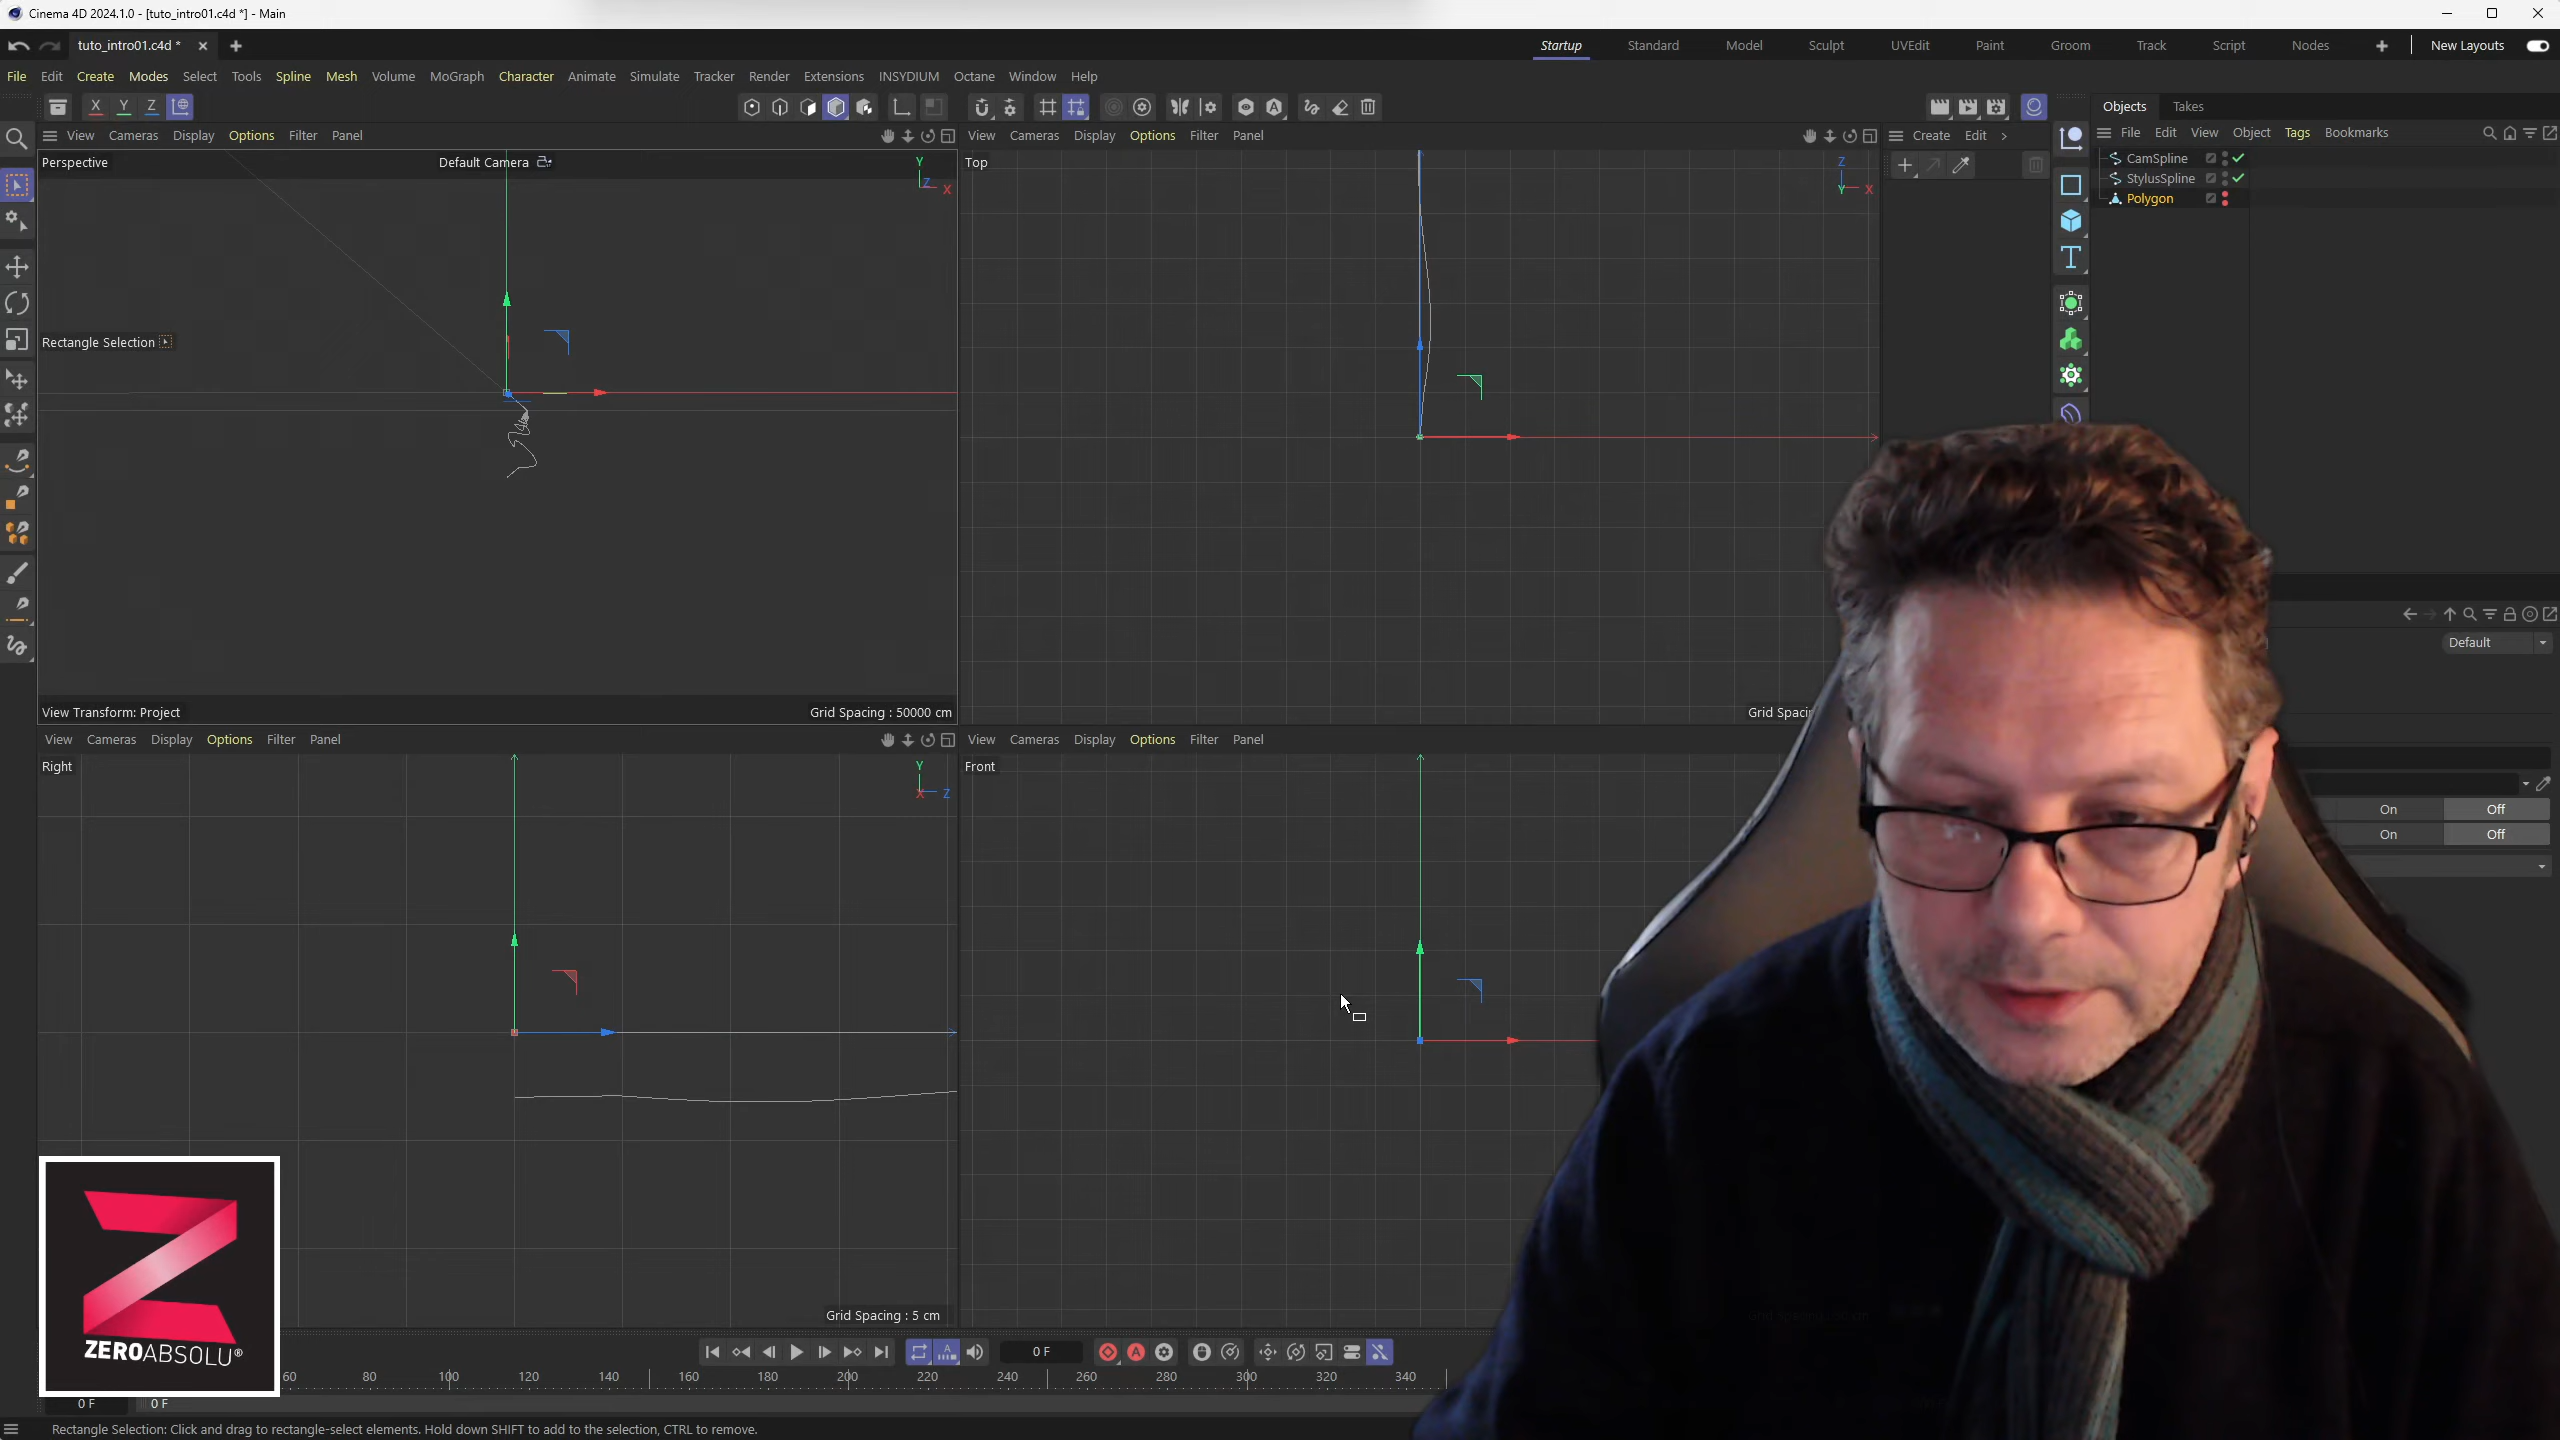 Cinema 4D 2024.1.0 - [tuto_intro01.c4d *] - Main
tuto_intro01.c4d *
Startup Standard Model Sculpt UVEdit Paint Groom Track Script Nodes New Layouts
File Edit Create Modes Select Tools Spline Mesh Volume MoGraph Character Animate Simulate Tracker Render Extensions INSYDIUM Octane Window Help
X Y Z
Objects Takes
View Cameras Display Options Filter Panel
View Cameras Display Options Filter Panel
Create Edit
File Edit View Object Tags Bookmarks
Perspective
Default Camera
Y
Z
X
Top
Z
Y X
CamSpline
StylusSpline
Polygon
Rectangle Selection
View Transform: Project
Grid Spacing : 50000 cm
Default
View Cameras Display Options Filter Panel
View Cameras Display Options Filter Panel
Right
Y
X Z
Front
On Off
On Off
Grid Spacing : 5 cm
ZEROABSOLU®
0 F
60 80 100 120 140 160 180 200 220 240 260 280 300 320 340
0 F
0 F
Rectangle Selection: Click and drag to rectangle-select elements. Hold down SHIFT to add to the selection, CTRL to remove.